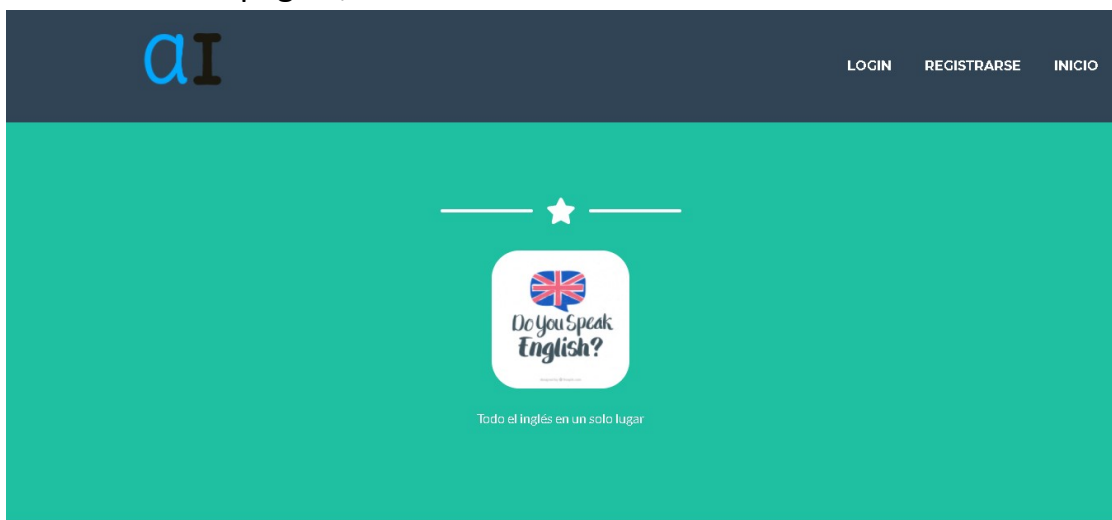 aI
LOGIN REGISTRARSE INICIO
Do You Speak
English?
Todo el inglés en un solo lugar